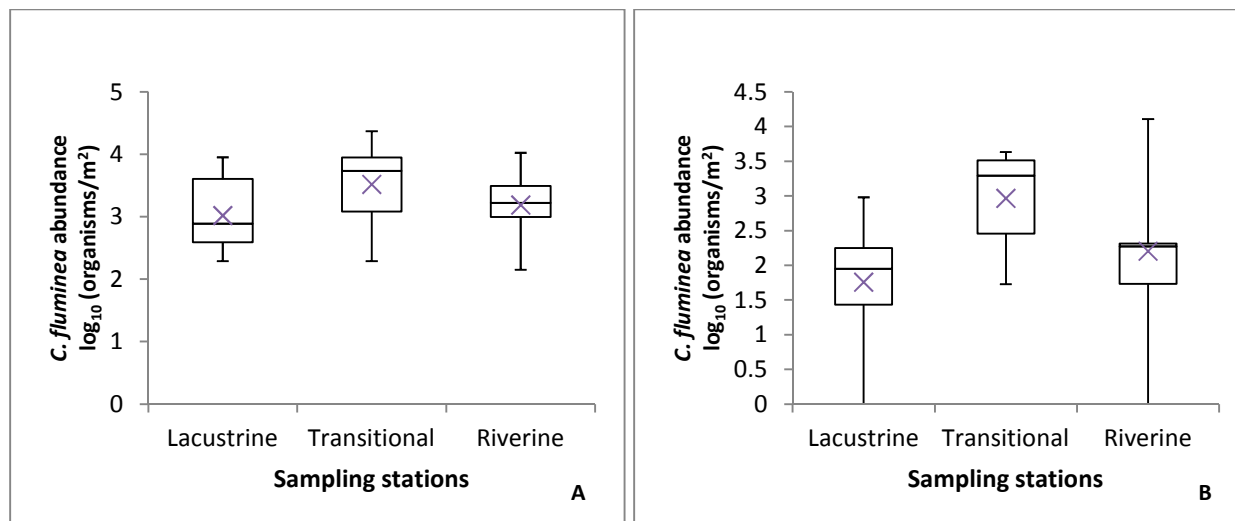 5
4
3
2
1
0
C. fluminea abundance
log₁₀ (organisms/m²)
Lacustrine Transitional Riverine
Sampling stations
A
4.5
4
3.5
3
2.5
2
1.5
1
0.5
0
C. fluminea abundance
log₁₀ (organisms/m²)
Lacustrine Transitional Riverine
Sampling stations
B